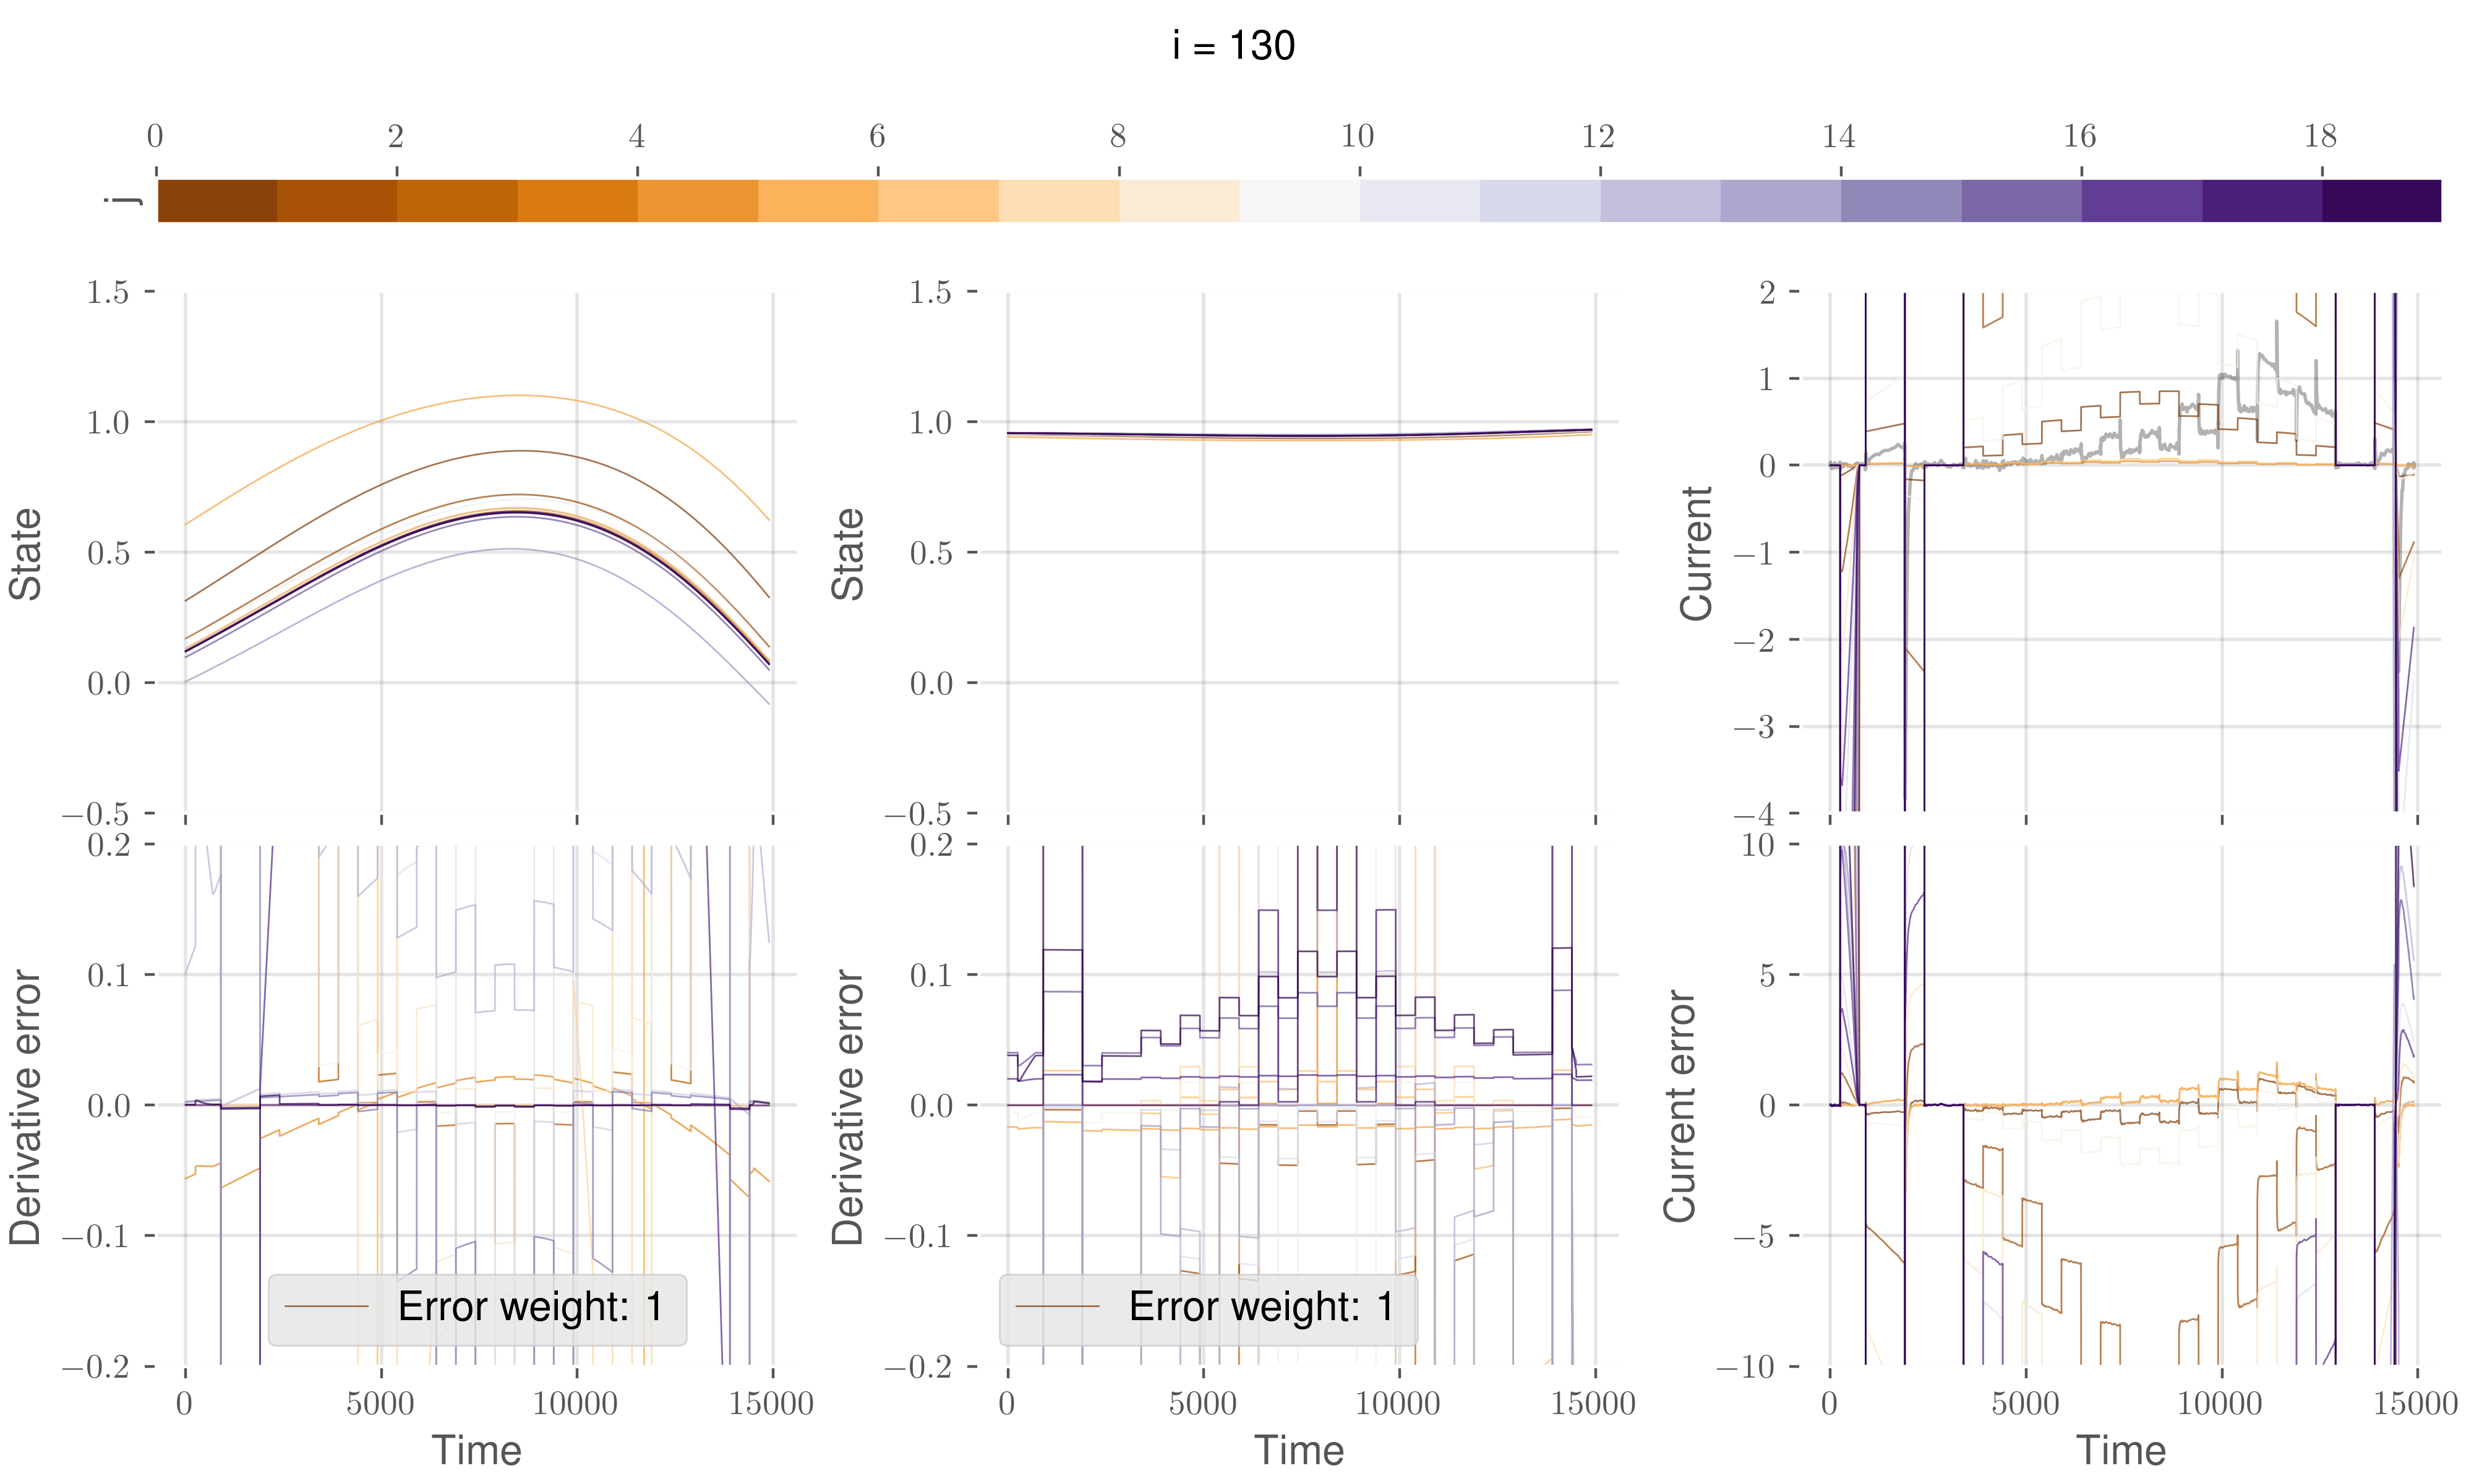 i = 130
0 2 4 6 8 10 12 14 16 18
j
1.5 1.5 2
1
1.0 1.0
0
State State Current
0.5 0.5
−1
−2
0.0 0.0
−3
−0.5 −0.5 −4
0.2 0.2 10
0.1 0.1 5
Derivative error Derivative error Current error
0.0 0.0 0
−0.1 −0.1 −5
Error weight: 1 Error weight: 1
−0.2 −0.2 −10
0 5000 10000 15000 0 5000 10000 15000 0 5000 10000 15000
Time Time Time